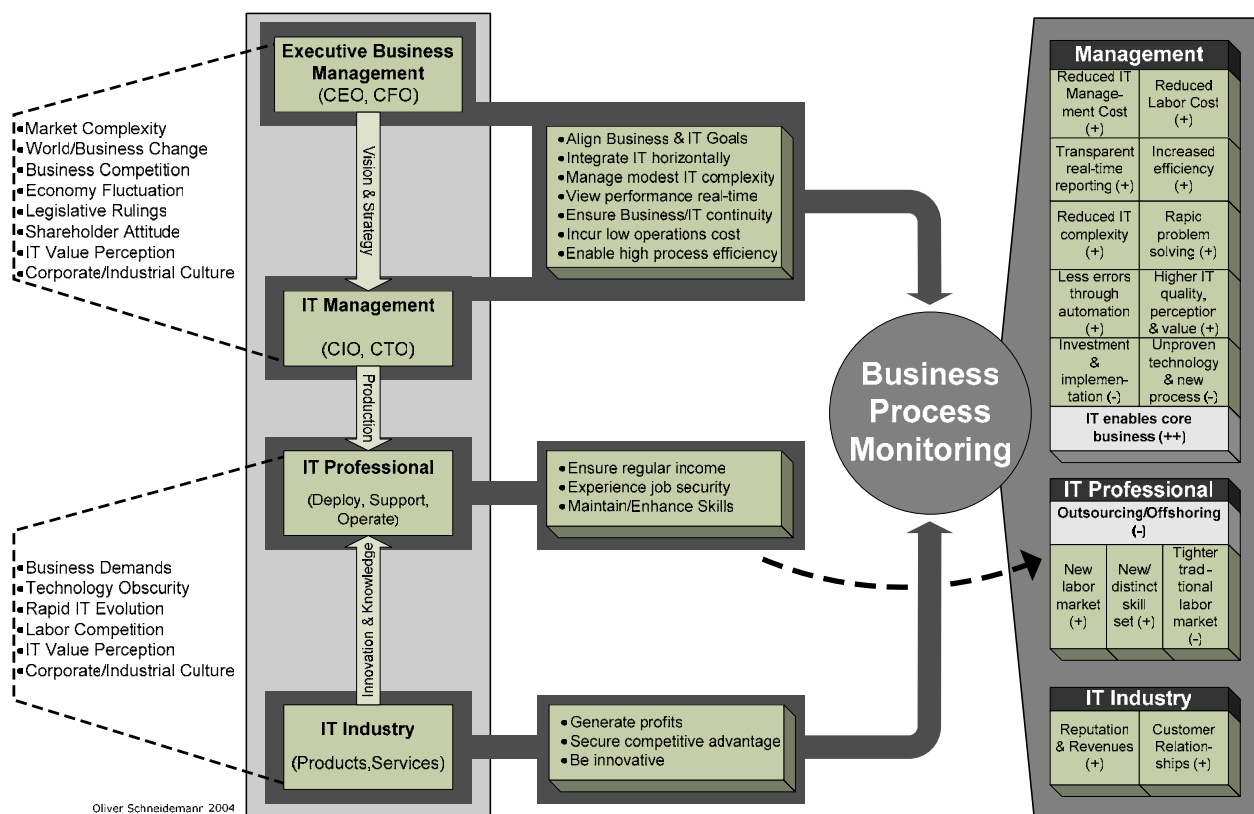 Executive Business
Management
(CEO, CFO)
Vision & Strategy
IT Management
(CIO, CTO)
Production
IT Professional
(Deploy, Support,
Operate)
Innovation & Knowledge
IT Industry
(Products,Services)
•Market Complexity
•World/Business Change
•Business Competition
•Economy Fluctuation
•Legislative Rulings
•Shareholder Attitude
•IT Value Perception
•Corporate/Industrial Culture
•Business Demands
•Technology Obscurity
•Rapid IT Evolution
•Labor Competition
•IT Value Perception
•Corporate/Industrial Culture
•Align Business & IT Goals
•Integrate IT horizontally
•Manage modest IT complexity
•View performance real-time
•Ensure Business/IT continuity
•Incur low operations cost
•Enable high process efficiency
•Ensure regular income
•Experience job security
•Maintain/Enhance Skills
•Generate profits
•Secure competitive advantage
•Be innovative
Business
Process
Monitoring
Management
Reduced IT
Manage-
ment Cost
(+)
Reduced
Labor Cost
(+)
Transparent
real-time
reporting (+)
Increased
efficiency
(+)
Reduced IT
complexity
(+)
Rapic
problem
solving (+)
Less errors
through
automation
(+)
Higher IT
quality,
perception
& value (+)
Investment
&
implemen-
tation (-)
Unproven
technology
& new
process (-)
IT enables core
business (++)
IT Professional
Outsourcing/Offshoring
(-)
New
labor
market
(+)
New/
distinct
skill
set (+)
Tighter
trad-
itional
labor
market
(-)
IT Industry
Reputation
& Revenues
(+)
Customer
Relation-
ships (+)
Oliver Schneidemann 2004